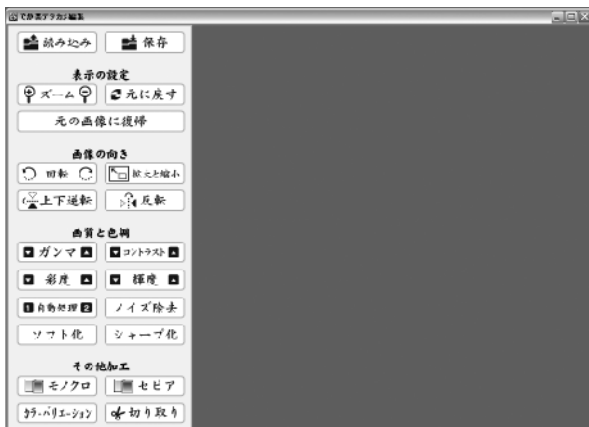 でか楽デジカメ編集
読み込み 保存
表示の設定
ズーム 元に戻す
元の画像に復帰
画像の向き
回転 拡大と縮小
上下逆転 反転
画質と色調
ガンマ コントラスト
彩度 輝度
1 自動処理 2 ノイズ除去
ソフト化 シャープ化
その他加工
モノクロ セピア
カラーバリエーション 切り取り